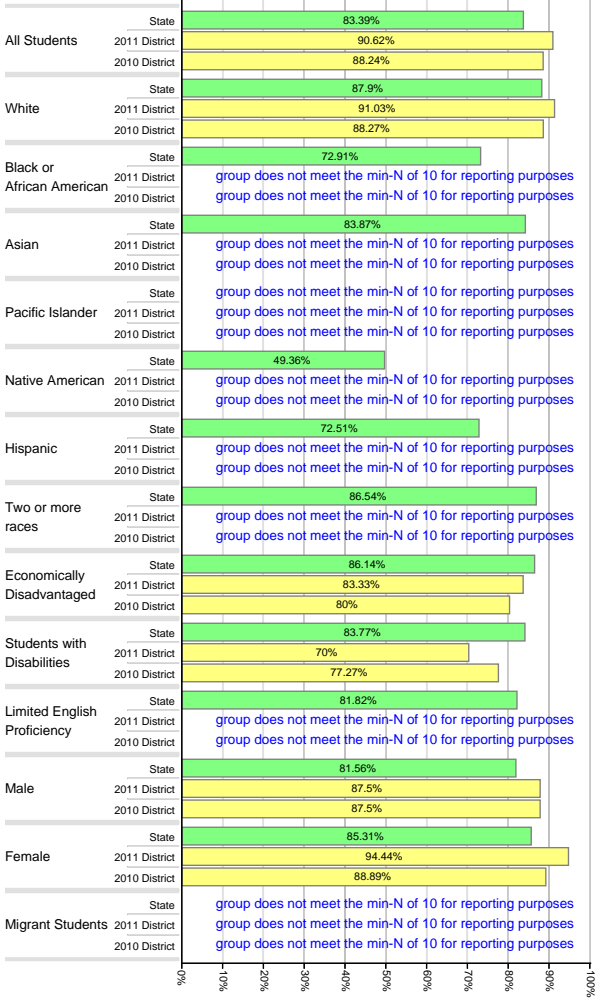 All Students
State 83.39%
2011 District 90.62%
2010 District 88.24%
White
State 87.9%
2011 District 91.03%
2010 District 88.27%
Black or
African American
State 72.91%
2011 District group does not meet the min-N of 10 for reporting purposes
2010 District group does not meet the min-N of 10 for reporting purposes
Asian
State 83.87%
2011 District group does not meet the min-N of 10 for reporting purposes
2010 District group does not meet the min-N of 10 for reporting purposes
Pacific Islander
State group does not meet the min-N of 10 for reporting purposes
2011 District group does not meet the min-N of 10 for reporting purposes
2010 District group does not meet the min-N of 10 for reporting purposes
Native American
State 49.36%
2011 District group does not meet the min-N of 10 for reporting purposes
2010 District group does not meet the min-N of 10 for reporting purposes
Hispanic
State 72.51%
2011 District group does not meet the min-N of 10 for reporting purposes
2010 District group does not meet the min-N of 10 for reporting purposes
Two or more
races
State 86.54%
2011 District group does not meet the min-N of 10 for reporting purposes
2010 District group does not meet the min-N of 10 for reporting purposes
Economically
Disadvantaged
State 86.14%
2011 District 83.33%
2010 District 80%
Students with
Disabilities
State 83.77%
2011 District 70%
2010 District 77.27%
Limited English
Proficiency
State 81.82%
2011 District group does not meet the min-N of 10 for reporting purposes
2010 District group does not meet the min-N of 10 for reporting purposes
Male
State 81.56%
2011 District 87.5%
2010 District 87.5%
Female
State 85.31%
2011 District 94.44%
2010 District 88.89%
Migrant Students
State group does not meet the min-N of 10 for reporting purposes
2011 District group does not meet the min-N of 10 for reporting purposes
2010 District group does not meet the min-N of 10 for reporting purposes
0% 10% 20% 30% 40% 50% 60% 70% 80% 90% 100%